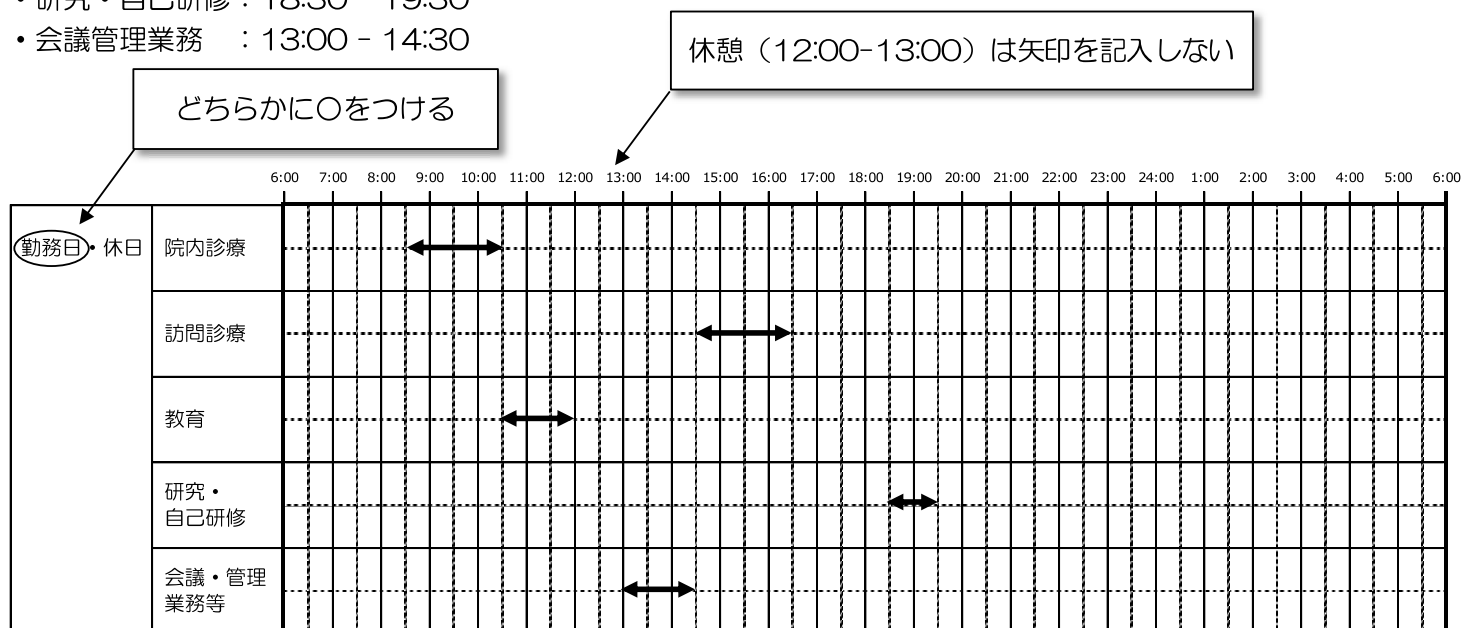 ・研究・自己研修：18:30 - 19:30
・会議管理業務　：13:00 - 14:30
休憩（12:00-13:00）は矢印を記入しない
どちらかに〇をつける
6:00 7:00 8:00 9:00 10:00 11:00 12:00 13:00 14:00 15:00 16:00 17:00 18:00 19:00 20:00 21:00 22:00 23:00 24:00 1:00 2:00 3:00 4:00 5:00 6:00
勤務日・休日 院内診療
訪問診療
教育
研究・
自己研修
会議・管理
業務等